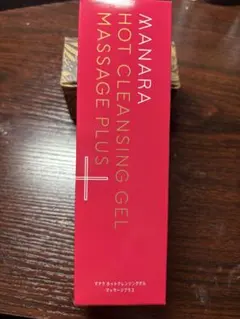 MANARA
HOT CLEANSING GEL
MASSAGE PLUS
マナラ ホットクレンジングゲル
マッサージプラス